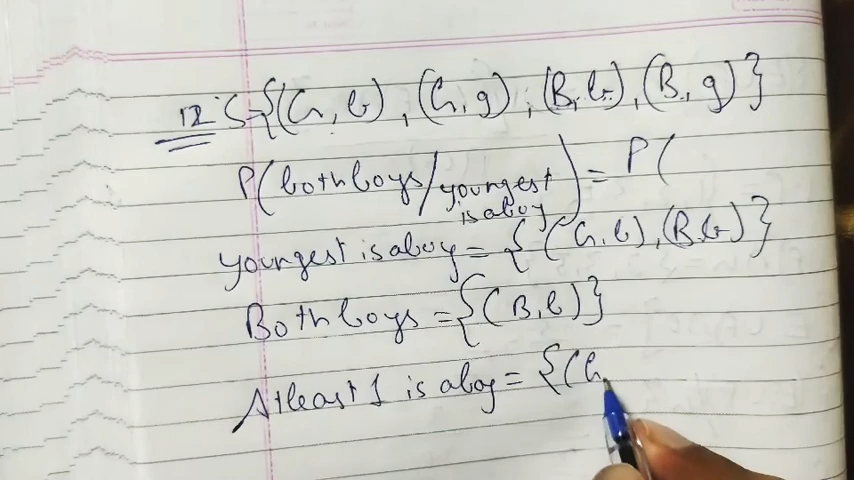 12. S={(G, b), (G, g), (B, b), (B, g)}
P(both boys/youngest is a boy) = P(
youngest is a boy = {(G, b), (B, b)}
Both boys = {(B, b)}
Atleast 1 is a boy = {(G,